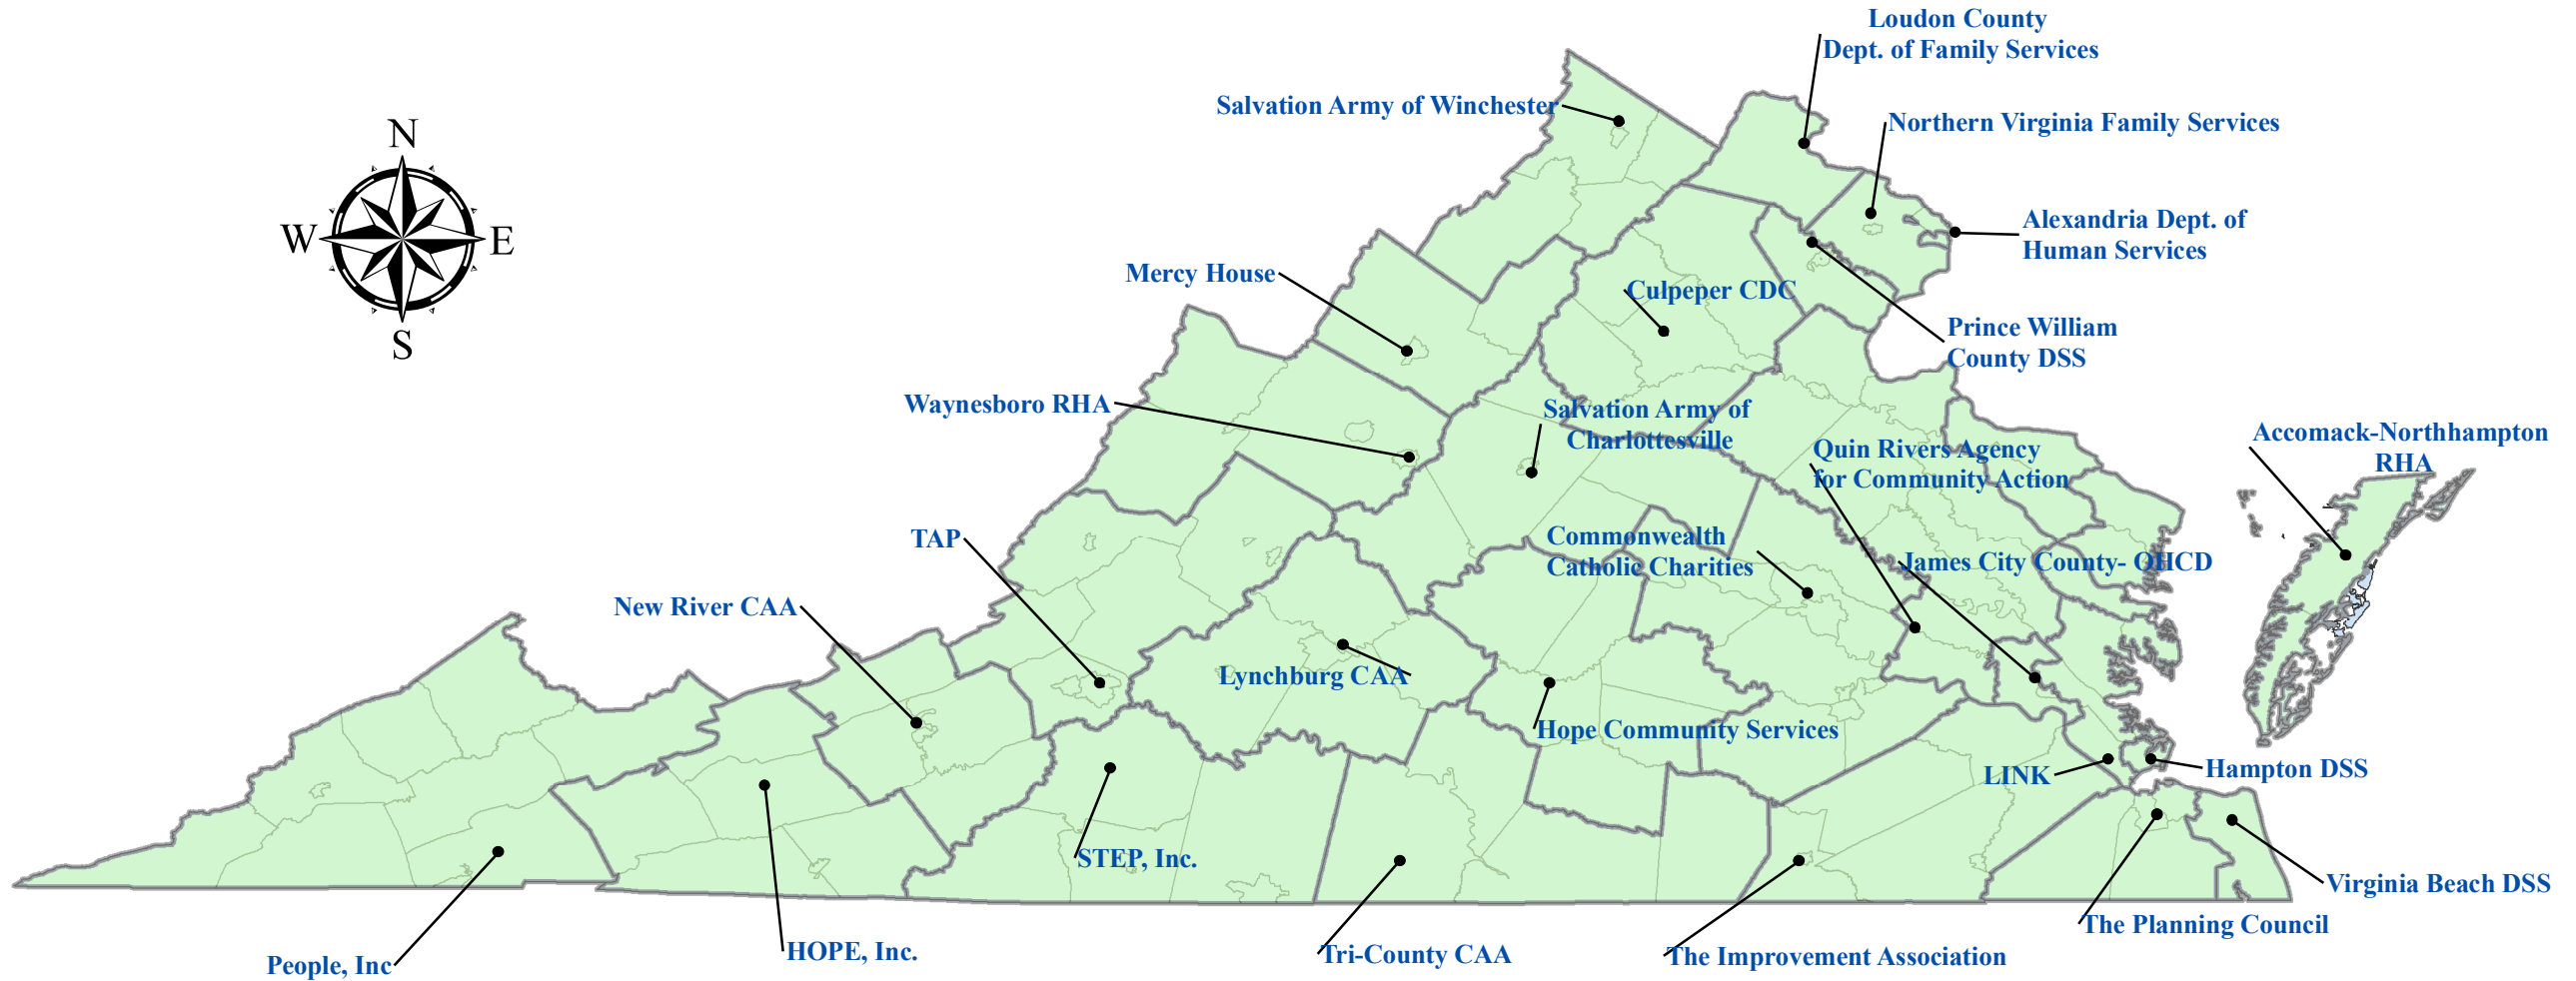 Loudon County
Dept. of Family Services
Salvation Army of Winchester
Northern Virginia Family Services
N
W
E
S
Alexandria Dept. of
Human Services
Mercy House
Culpeper CDC
Prince William
County DSS
Waynesboro RHA
Salvation Army of
Charlottesville
Quin Rivers Agency
for Community Action
Accomack-Northhampton
RHA
TAP
Commonwealth
Catholic Charities
James City County- OHCD
New River CAA
Lynchburg CAA
Hope Community Services
LINK
Hampton DSS
STEP, Inc.
Virginia Beach DSS
The Planning Council
People, Inc
HOPE, Inc.
Tri-County CAA
The Improvement Association